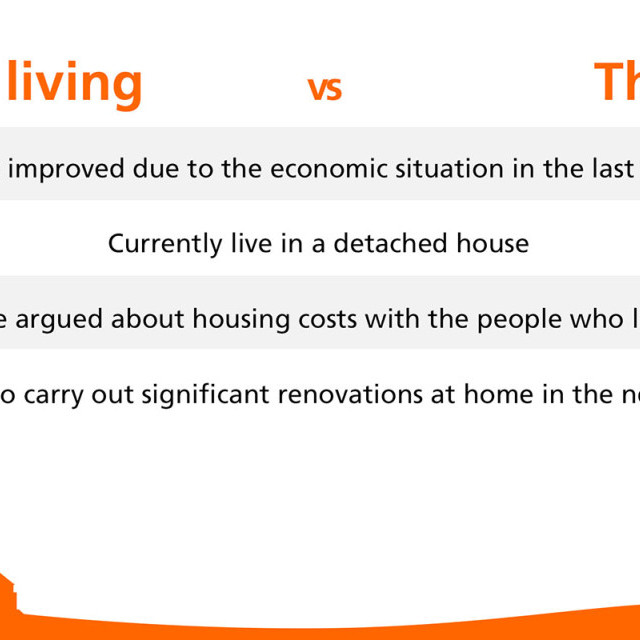 living vs Th
improved due to the economic situation in the last
Currently live in a detached house
e argued about housing costs with the people who l
o carry out significant renovations at home in the n